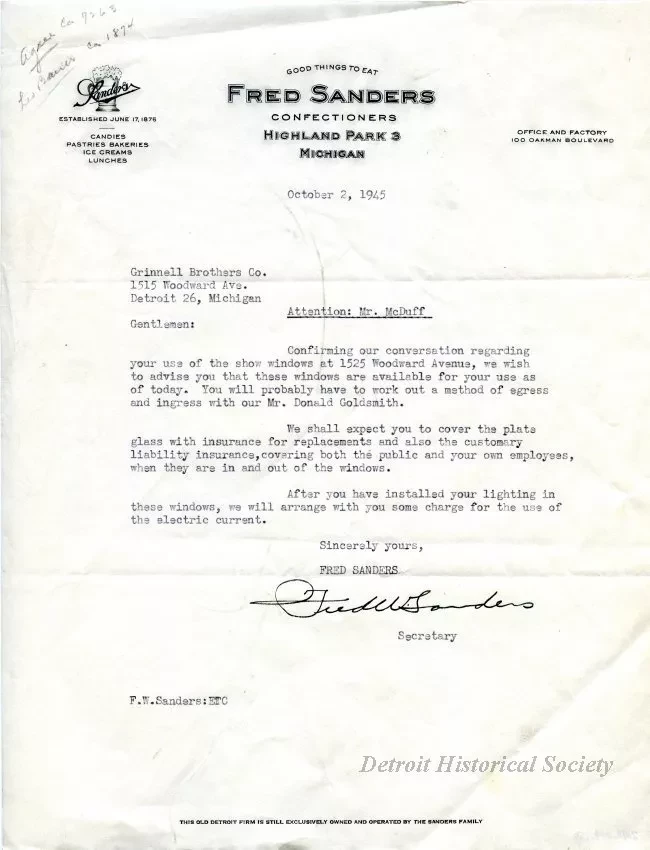 Ca 9263
Ca 1874
Sanders
ESTABLISHED JUNE 17, 1875
CANDIES
PASTRIES BAKERIES
ICE CREAMS
LUNCHES
GOOD THINGS TO EAT
FRED SANDERS
CONFECTIONERS
HIGHLAND PARK 3
MICHIGAN
OFFICE AND FACTORY
100 OAKMAN BOULEVARD
October 2, 1945
Grinnell Brothers Co.
1515 Woodward Ave.
Detroit 26, Michigan
Attention: Mr. McDuff
Gentlemen:
Confirming our conversation regarding
your use of the show windows at 1525 Woodward Avenue, we wish
to advise you that these windows are available for your use as
of today. You will probably have to work out a method of egress
and ingress with our Mr. Donald Goldsmith.
We shall expect you to cover the plate
glass with insurance for replacements and also the customary
liability insurance,covering both the public and your own employees,
when they are in and out of the windows.
After you have installed your lighting in
these windows, we will arrange with you some charge for the use of
the electric current.
Sincerely yours,
FRED SANDERS
Fred W Sanders
Secretary
F.W.Sanders:ETC
Detroit Historical Society
THIS OLD DETROIT FIRM IS STILL EXCLUSIVELY OWNED AND OPERATED BY THE SANDERS FAMILY